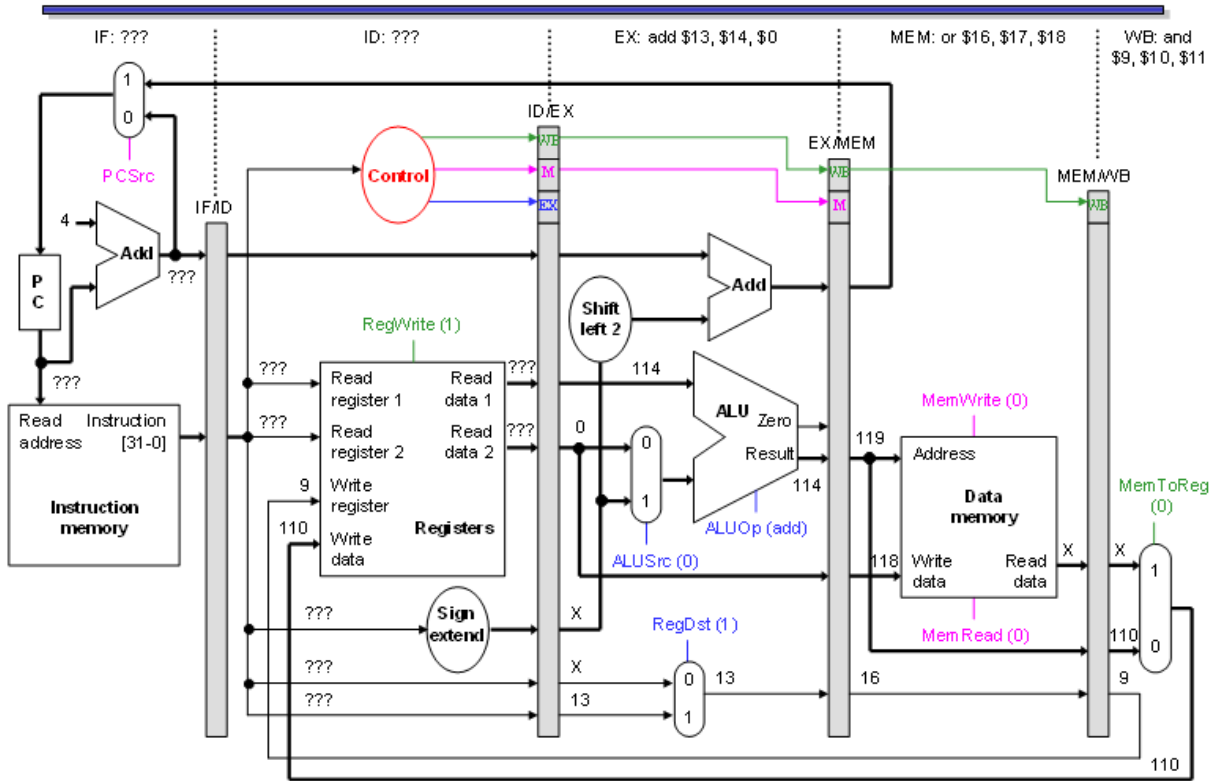 IF: ???
ID: ???
EX: add $13, $14, $0
MEM: or $16, $17, $18
WB: and
$9, $10, $11
1
0
PCSrc
ID/EX
WB
M
EX
Control
EX/MEM
WB
M
MEM/WB
WB
IF/ID
4
Add
???
P
C
Add
Shift
left 2
RegWrite (1)
???
???
???
???
???
Read
register 1
Read
data 1
Read
register 2
Read
data 2
Write
register
Write
data
Registers
9
110
114
0
0
1
ALUSrc (0)
ALU
Zero
Result
114
ALUOp (add)
Read
address
Instruction
[31-0]
Instruction
memory
MemWrite (0)
119
Address
Data
memory
118
Write
data
Read
data
MemRead (0)
X
X
MemToReg
(0)
1
0
110
???
Sign
extend
X
RegDst (1)
???
X
0
1
13
16
9
???
13
110